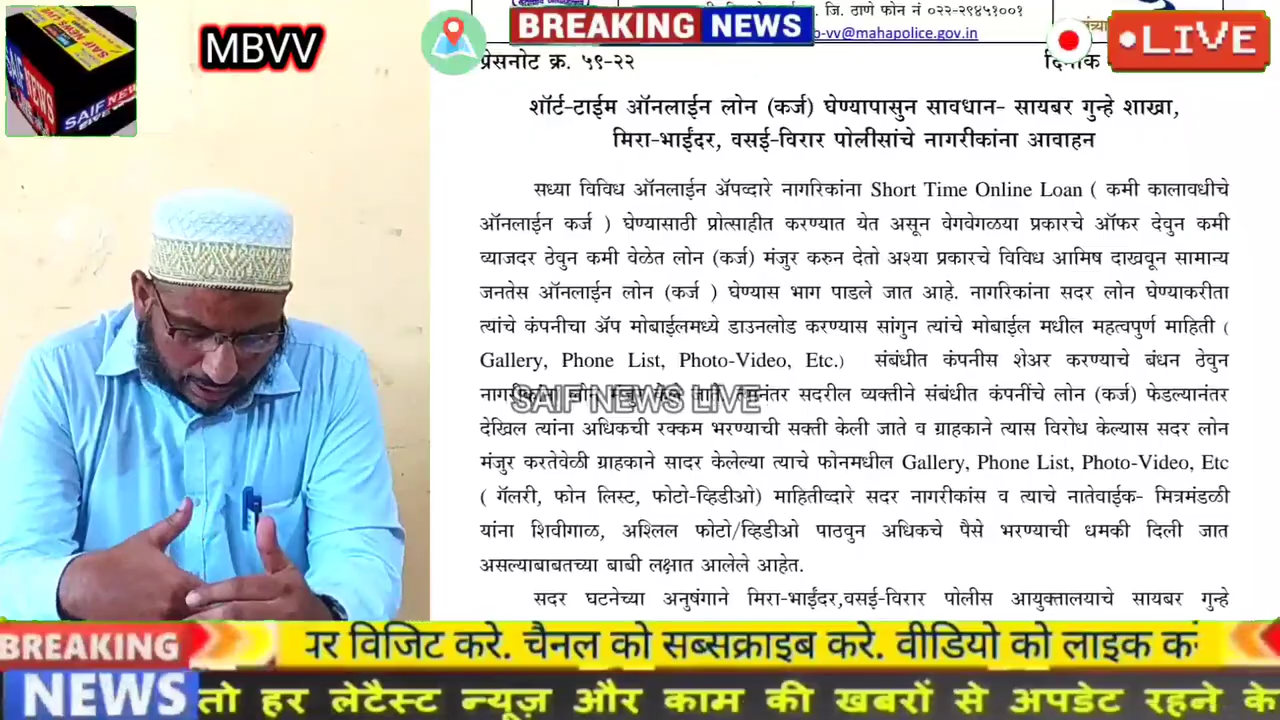 जि. ठाणे फोन नं ०२२-२९४५१००१
BREAKING NEWS
-vv@mahapolice.gov.in
LIVE
MBVV
SAIF NEWS
SAIF NEWS LIVE
प्रेसनोट क्र. ५९-२२
शॉर्ट-टाईम ऑनलाईन लोन (कर्ज) घेण्यापासुन सावधान- सायबर गुन्हे शाखा,
मिरा-भाईंदर, वसई-विरार पोलीसांचे नागरीकांना आवाहन
सध्या विविध ऑनलाईन ॲपव्दारे नागरिकांना Short Time Online Loan ( कमी कालावधीचे
ऑनलाईन कर्ज ) घेण्यासाठी प्रोत्साहीत करण्यात येत असून वेगवेगळया प्रकारचे ऑफर देवुन कमी
व्याजदर ठेवुन कमी वेळेत लोन (कर्ज) मंजुर करुन देतो अश्या प्रकारचे विविध आमिष दाखवून सामान्य
जनतेस ऑनलाईन लोन (कर्ज ) घेण्यास भाग पाडले जात आहे. नागरिकांना सदर लोन घेण्याकरीता
त्यांचे कंपनीचा ॲप मोबाईलमध्ये डाउनलोड करण्यास सांगुन त्यांचे मोबाईल मधील महत्वपुर्ण माहिती (
Gallery, Phone List, Photo-Video, Etc.) संबंधीत कंपनीस शेअर करण्याचे बंधन ठेवुन
नागरीकांना लोन मंजुर केले जाते. त्यानंतर सदरील व्यक्तीने संबंधीत कंपनींचे लोन (कर्ज) फेडल्यानंतर
SAIF NEWS LIVE
देखिल त्यांना अधिकची रक्कम भरण्याची सक्ती केली जाते व ग्राहकाने त्यास विरोध केल्यास सदर लोन
मंजुर करतेवेळी ग्राहकाने सादर केलेल्या त्याचे फोनमधील Gallery, Phone List, Photo-Video, Etc
( गॅलरी, फोन लिस्ट, फोटो-व्हिडीओ) माहितीव्दारे सदर नागरीकांस व त्याचे नातेवाईक- मित्रमंडळी
यांना शिवीगाळ, अश्लिल फोटो/व्हिडीओ पाठवुन अधिकचे पैसे भरण्याची धमकी दिली जात
असल्याबाबतच्या बाबी लक्षात आलेले आहेत.
सदर घटनेच्या अनुषंगाने मिरा-भाईंदर,वसई-विरार पोलीस आयुक्तालयाचे सायबर गुन्हे
BREAKING NEWS
पर विजिट करे. चैनल को सब्सक्राइब करे. वीडियो को लाइक क
तो हर लेटैस्ट न्यूज़ और काम की खबरों से अपडेट रहने के